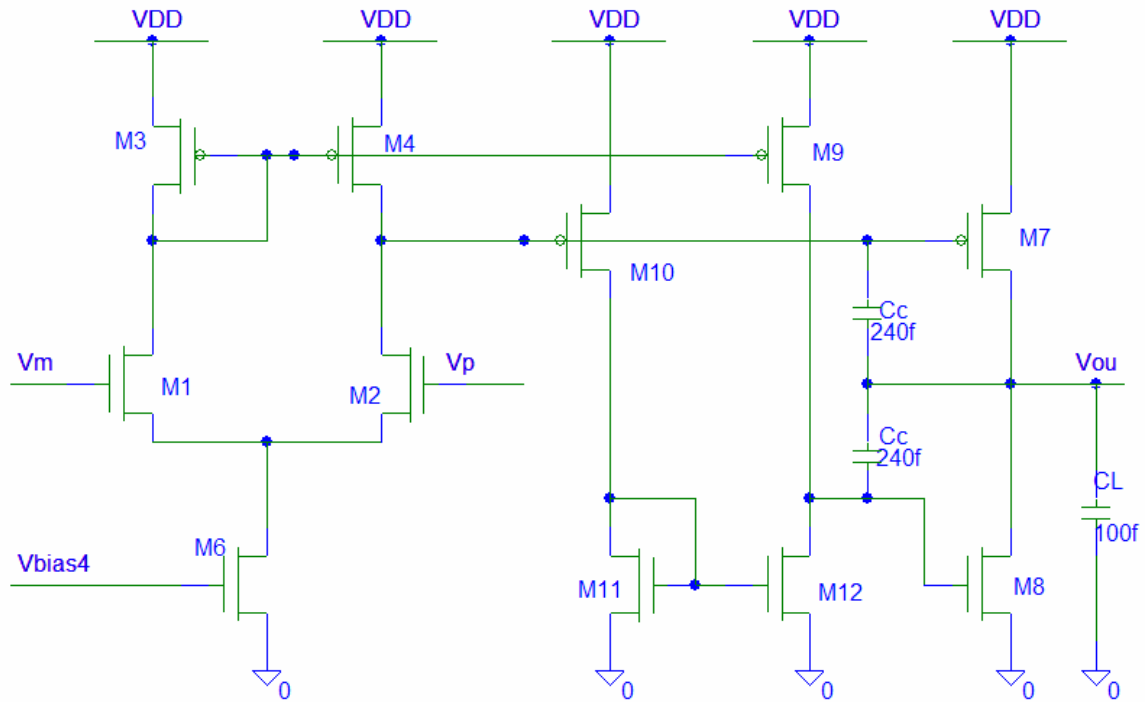 VDD VDD VDD VDD VDD
M3 M4 M9
M10 M7
Cc
240f
Vm M1 M2 Vp Vou
Cc
240f
CL
100f
M6
Vbias4 M11 M12 M8
0 0 0 0 0